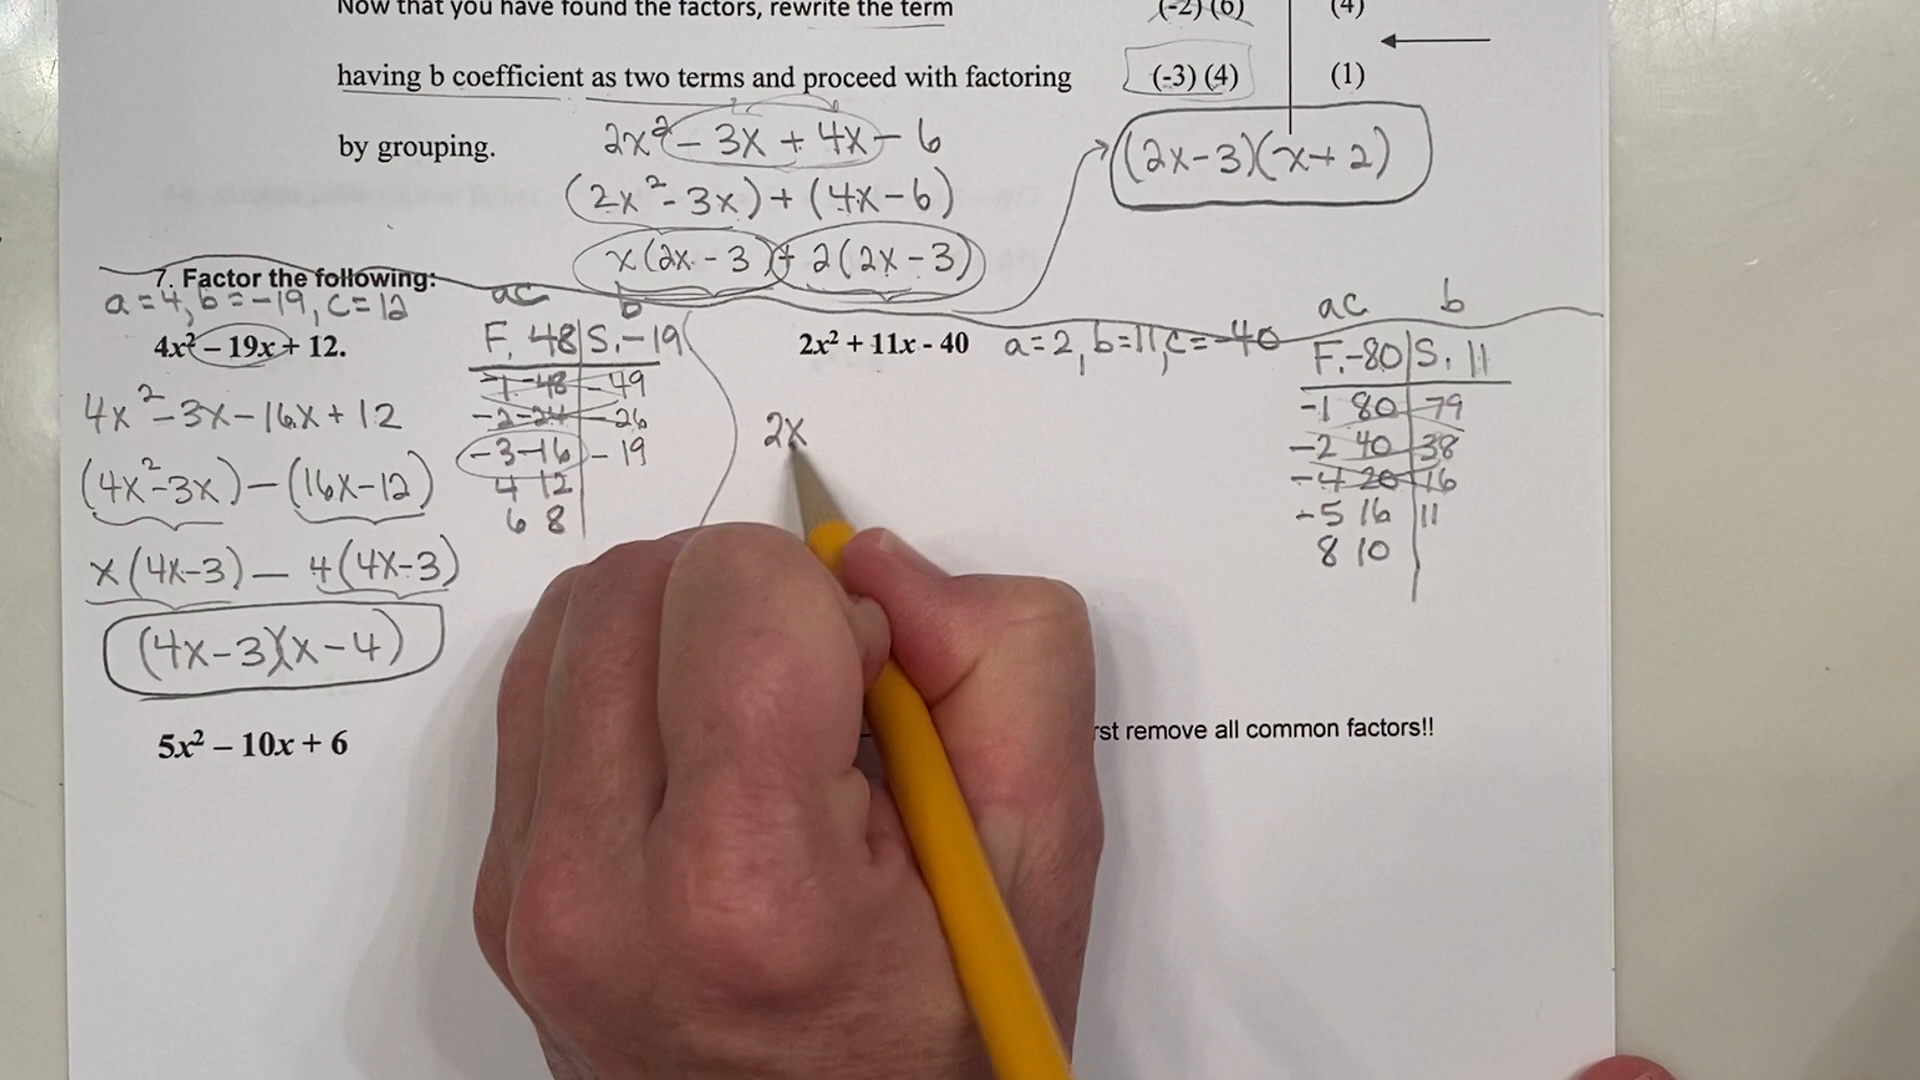 Now that you have found the factors, rewrite the term
(-2) (6) (4)
having b coefficient as two terms and proceed with factoring
(-3) (4) (1)
by grouping.
2x² - 3x + 4x - 6
(2x² - 3x) + (4x - 6)
x(2x - 3) + 2(2x - 3)
(2x-3)(x+2)
7. Factor the following:
a = 4, b = -19, c = 12
4x² – 19x + 12.
ac b
F. 48 S. -19
-1 -48 -49
-2 -24 -26
-3 -16 -19
4 12
6 8
4x² - 3x - 16x + 12
(4x² - 3x) - (16x - 12)
x(4x-3) - 4(4x-3)
(4x-3)(x-4)
2x² + 11x - 40
a = 2, b = 11, c = -40
ac b
F. -80 S. 11
-1 80 79
-2 40 38
-4 20 16
-5 16 11
8 10
2x
5x² – 10x + 6
rst remove all common factors!!